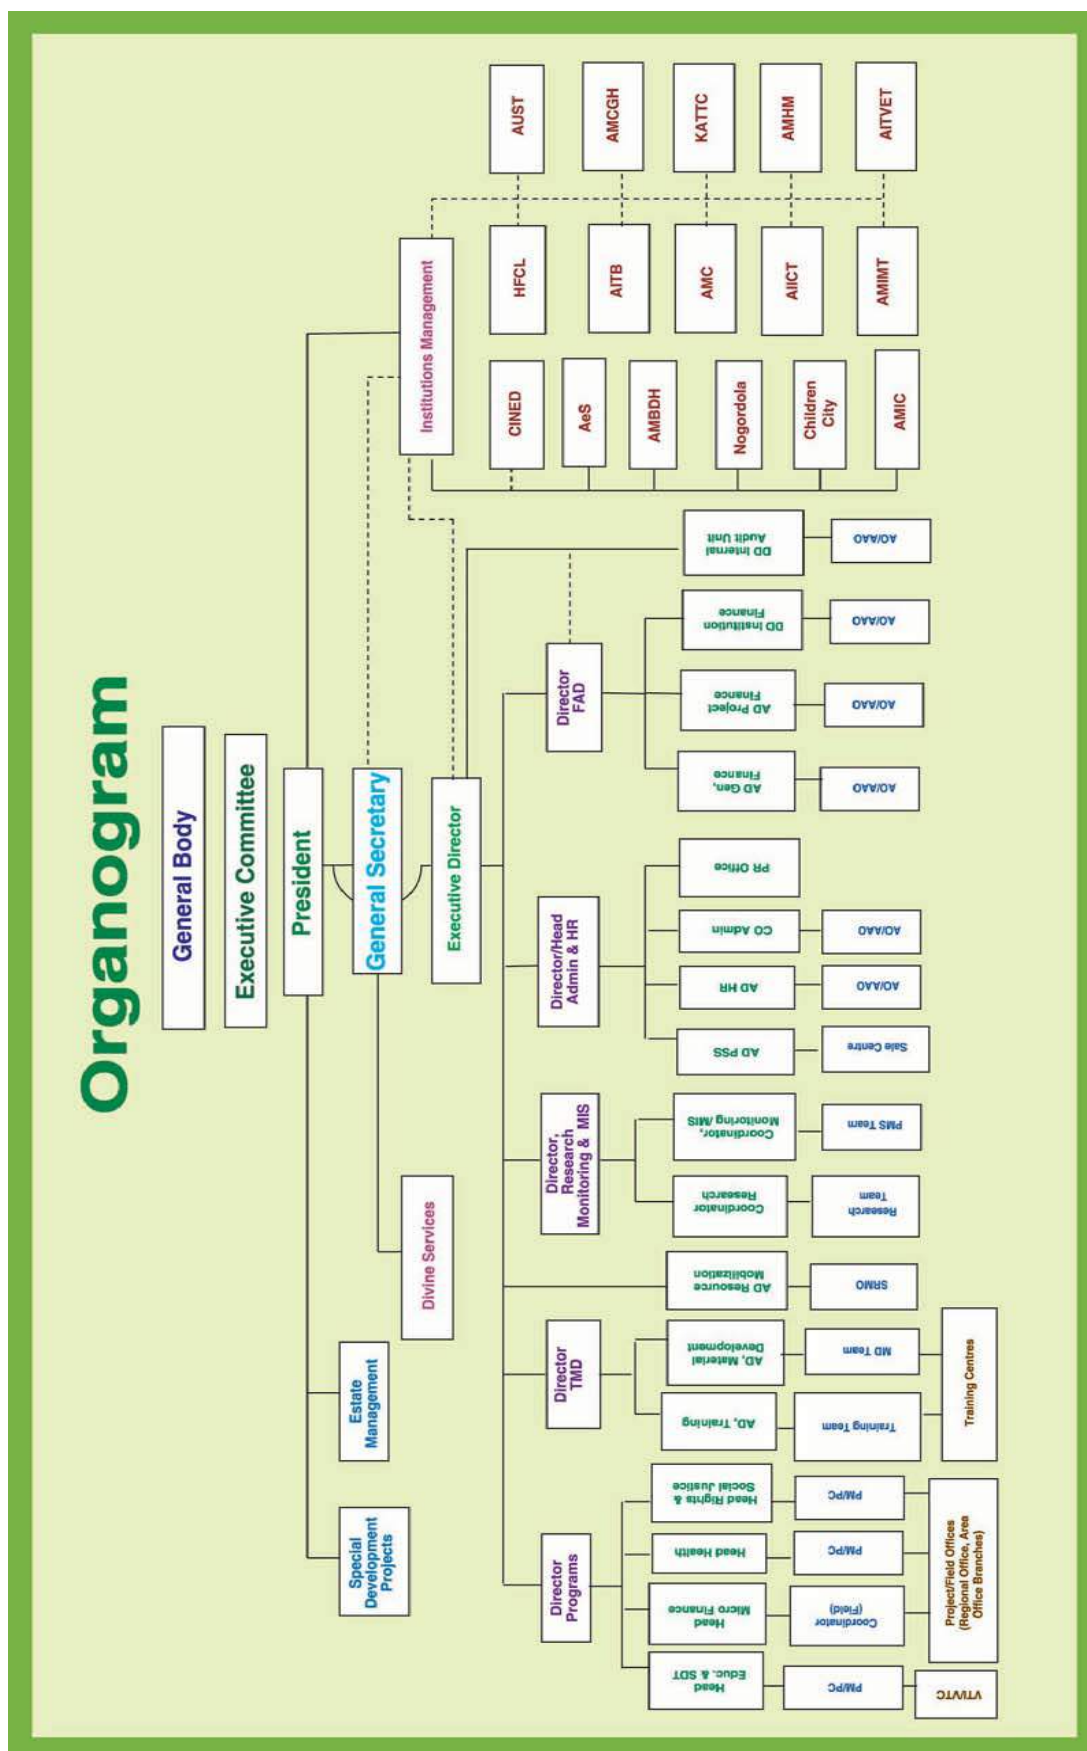 Organogram
General Body
Executive Committee
President
General Secretary
Executive Director
Special
Development
Projects
Estate
Management
Divine Services
Institutions Management
Director
Programs
Director
TMD
Director,
Research
Monitoring & MIS
Director/Head
Admin & HR
Director
FAD
Head
Educ. & SDT
Head
Micro Finance
Head Health
Head Rights &
Social Justice
AD, Training
AD, Material
Development
AD Resource
Mobilization
Coordinator
Research
Coordinator,
Monitoring /MIS
AD PSS
AD HR
CO Admin
PR Office
AD Gen,
Finance
AD Project
Finance
DD Institution
Finance
DD Internal
Audit Unit
PM/PC
Coordinator
(Field)
PM/PC
PM/PC
Training Team
MD Team
SRMO
Research
Team
PMS Team
Sale Centre
AO/AAO
AO/AAO
AO/AAO
AO/AAO
AO/AAO
AO/AAO
VTI/VTC
Project/Field Offices
(Regional Office, Area
Office Branches)
Training Centres
CINED
AeS
AMBDH
Nogordola
Children
City
AMIC
HFCL
AITB
AMC
AIICT
AMIMT
AUST
AMCGH
KATTC
AMHM
AITVET